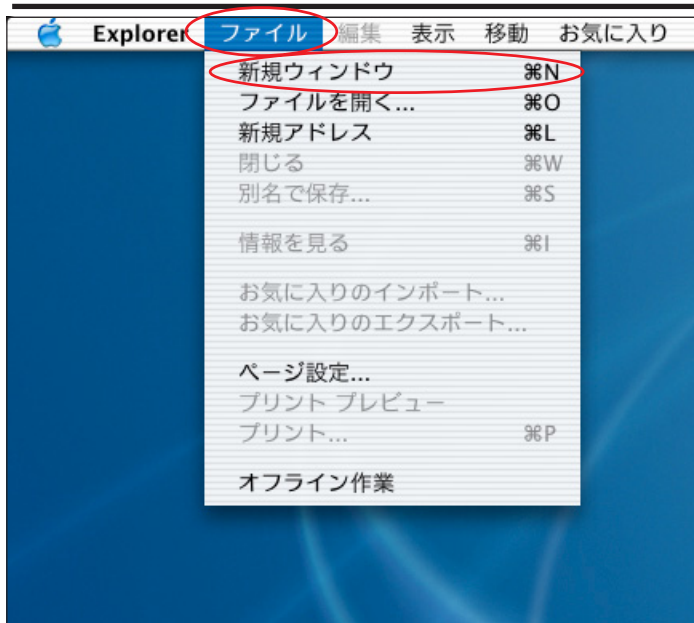 Explorer ファイル 編集 表示 移動 お気に入り
新規ウィンドウ ⌘N
ファイルを開く... ⌘O
新規アドレス ⌘L
閉じる ⌘W
別名で保存... ⌘S
情報を見る ⌘I
お気に入りのインポート...
お気に入りのエクスポート...
ページ設定...
プリント プレビュー
プリント... ⌘P
オフライン作業